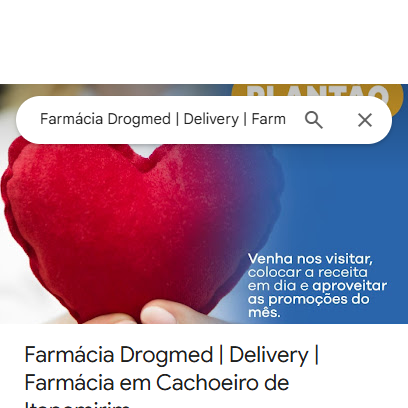 PLANTÃO
Farmácia Drogmed | Delivery | Farm
Venha nos visitar,
colocar a receita
em dia e aproveitar
as promoções do
mês.
Farmácia Drogmed | Delivery |
Farmácia em Cachoeiro de
Itapemirim